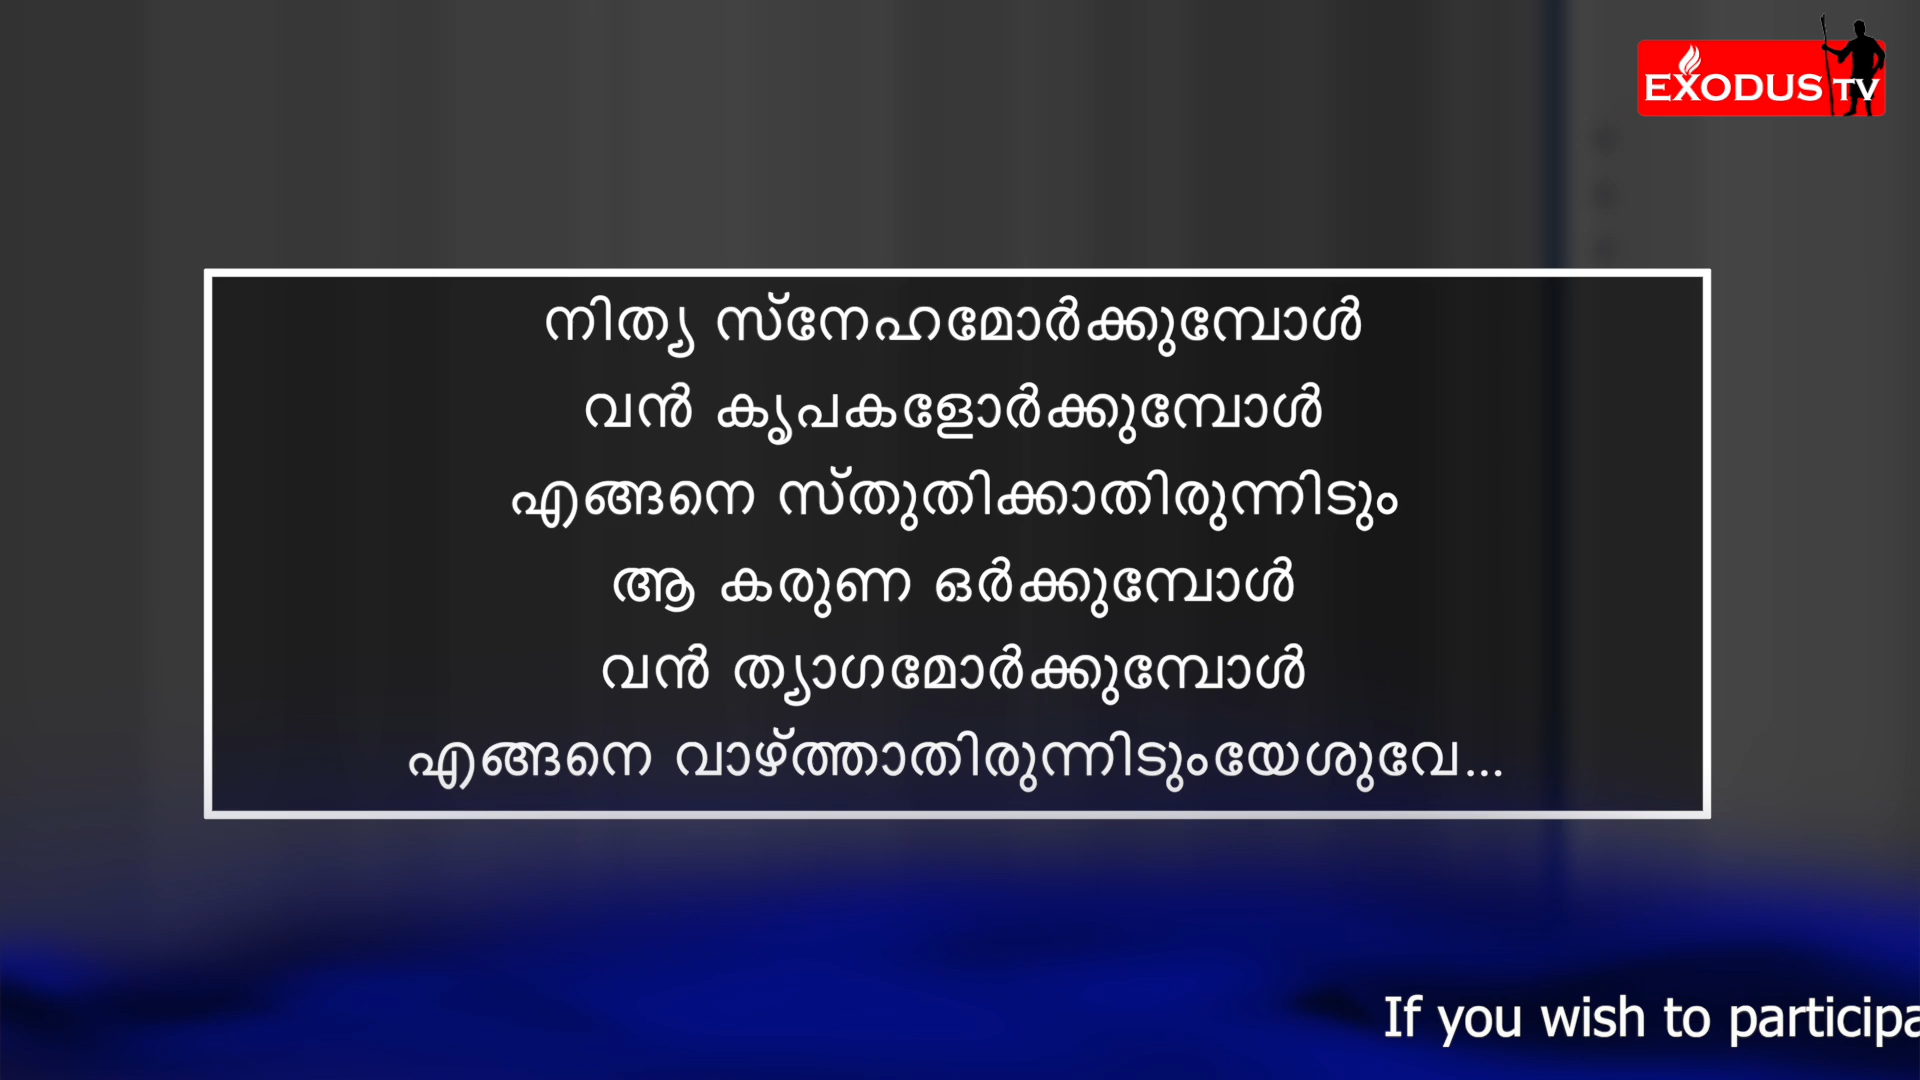 EXODUS TV
നിത്യ സ്നേഹമോർക്കുമ്പോൾ
വൻ കൃപകളോർക്കുമ്പോൾ
എങ്ങനെ സ്തുതിക്കാതിരുന്നിടും
ആ കരുണ ഒർക്കുമ്പോൾ
വൻ ത്യാഗമോർക്കുമ്പോൾ
എങ്ങനെ വാഴ്ത്താതിരുന്നിടുംയേശുവേ...
If you wish to participa